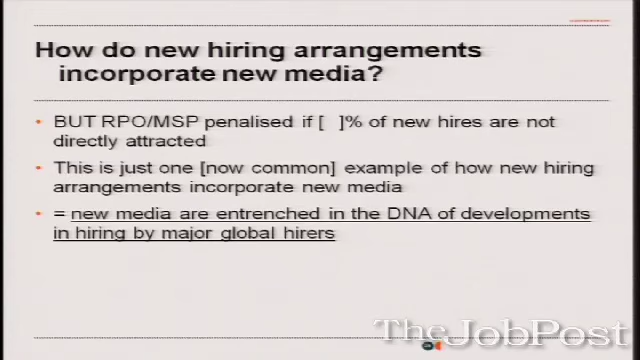 How do new hiring arrangements
incorporate new media?
• BUT RPO/MSP penalised if [ ]% of new hires are not
directly attracted
• This is just one [now common] example of how new hiring
arrangements incorporate new media
• = new media are entrenched in the DNA of developments
in hiring by major global hirers
TheJobPost